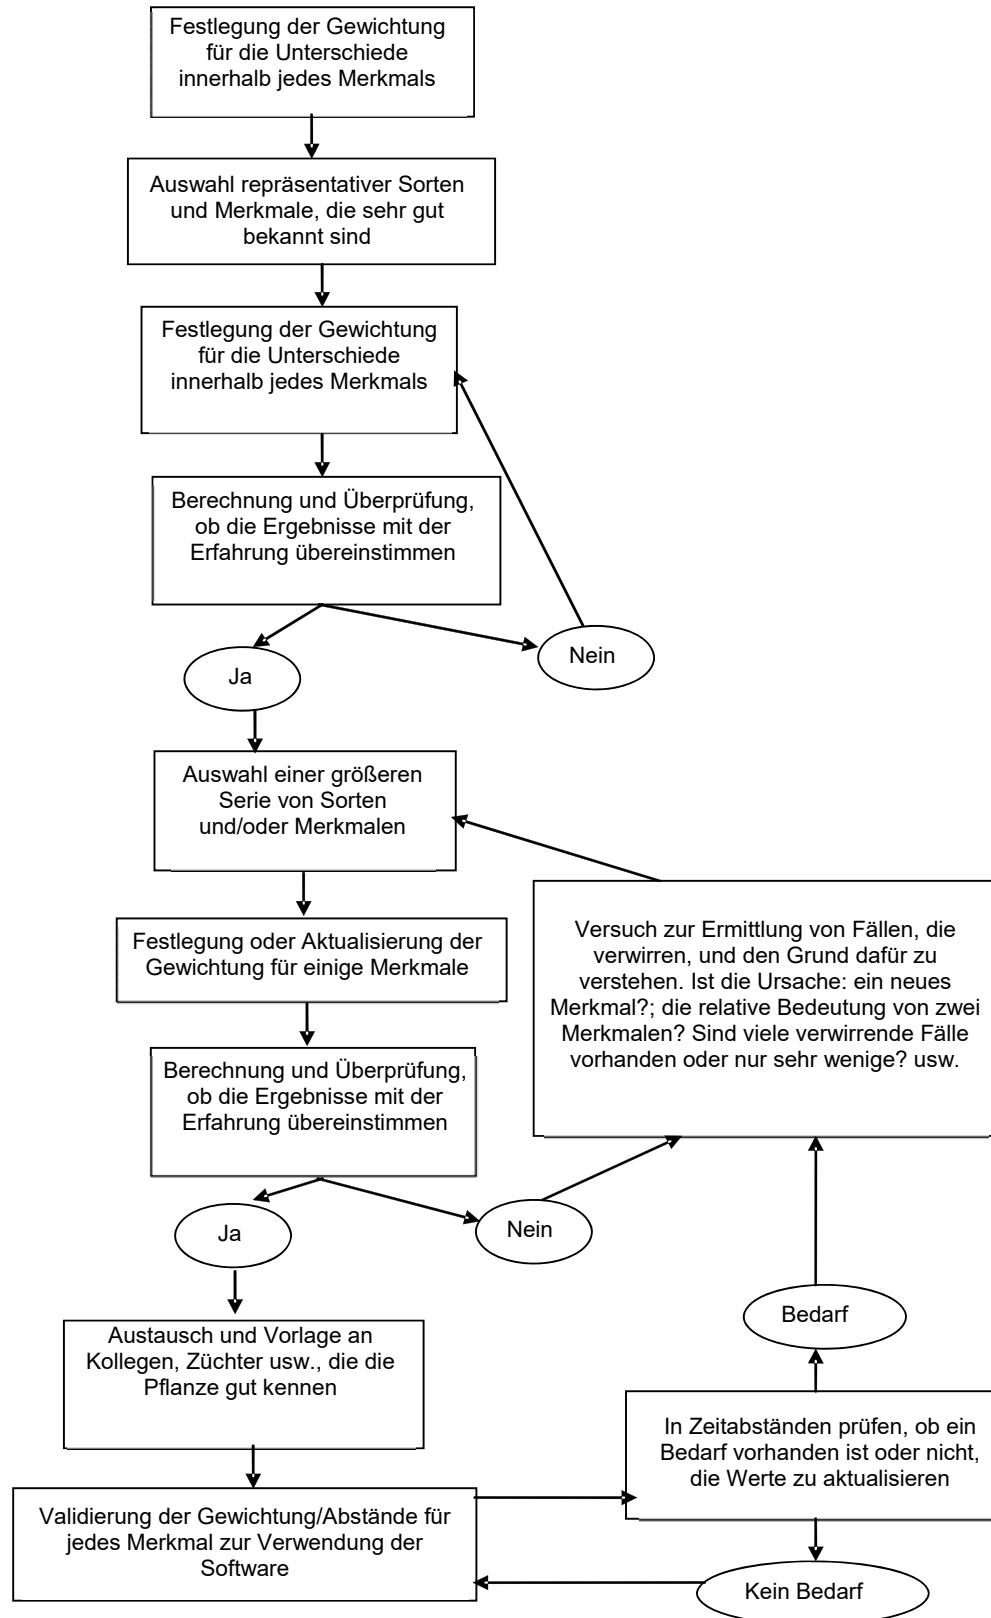 Festlegung der Gewichtung
für die Unterschiede
innerhalb jedes Merkmals
Auswahl repräsentativer Sorten
und Merkmale, die sehr gut
bekannt sind
Festlegung der Gewichtung
für die Unterschiede
innerhalb jedes Merkmals
Berechnung und Überprüfung,
ob die Ergebnisse mit der
Erfahrung übereinstimmen
Nein
Ja
Auswahl einer größeren
Serie von Sorten
und/oder Merkmalen
Festlegung oder Aktualisierung der
Gewichtung für einige Merkmale
Versuch zur Ermittlung von Fällen, die
verwirren, und den Grund dafür zu
verstehen. Ist die Ursache: ein neues
Merkmal?; die relative Bedeutung von zwei
Merkmalen? Sind viele verwirrende Fälle
vorhanden oder nur sehr wenige? usw.
Berechnung und Überprüfung,
ob die Ergebnisse mit der
Erfahrung übereinstimmen
Ja
Nein
Bedarf
Austausch und Vorlage an
Kollegen, Züchter usw., die die
Pflanze gut kennen
In Zeitabständen prüfen, ob ein
Bedarf vorhanden ist oder nicht,
die Werte zu aktualisieren
Validierung der Gewichtung/Abstände für
jedes Merkmal zur Verwendung der
Software
Kein Bedarf